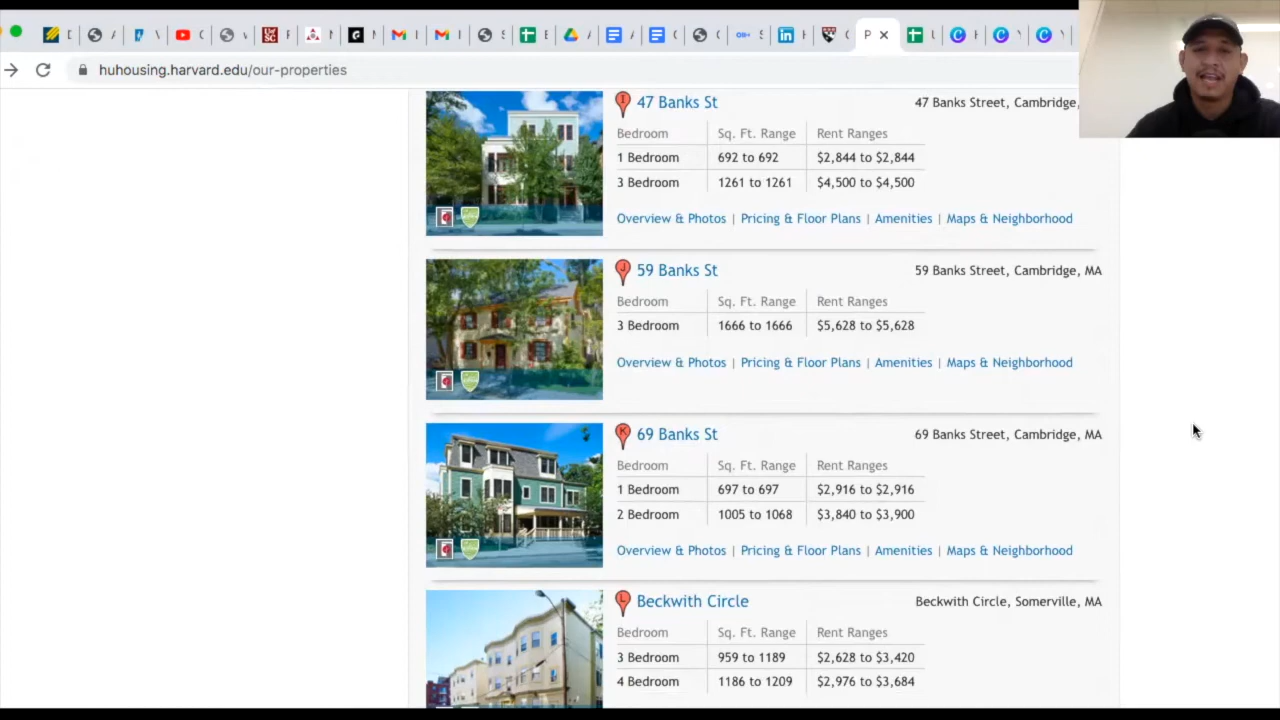 huhousing.harvard.edu/our-properties
47 Banks St
47 Banks Street, Cambridge,
Bedroom Sq. Ft. Range Rent Ranges
1 Bedroom 692 to 692 $2,844 to $2,844
3 Bedroom 1261 to 1261 $4,500 to $4,500
Overview & Photos | Pricing & Floor Plans | Amenities | Maps & Neighborhood
59 Banks St
59 Banks Street, Cambridge, MA
Bedroom Sq. Ft. Range Rent Ranges
3 Bedroom 1666 to 1666 $5,628 to $5,628
Overview & Photos | Pricing & Floor Plans | Amenities | Maps & Neighborhood
69 Banks St
69 Banks Street, Cambridge, MA
Bedroom Sq. Ft. Range Rent Ranges
1 Bedroom 697 to 697 $2,916 to $2,916
2 Bedroom 1005 to 1068 $3,840 to $3,900
Overview & Photos | Pricing & Floor Plans | Amenities | Maps & Neighborhood
Beckwith Circle
Beckwith Circle, Somerville, MA
Bedroom Sq. Ft. Range Rent Ranges
3 Bedroom 959 to 1189 $2,628 to $3,420
4 Bedroom 1186 to 1209 $2,976 to $3,684